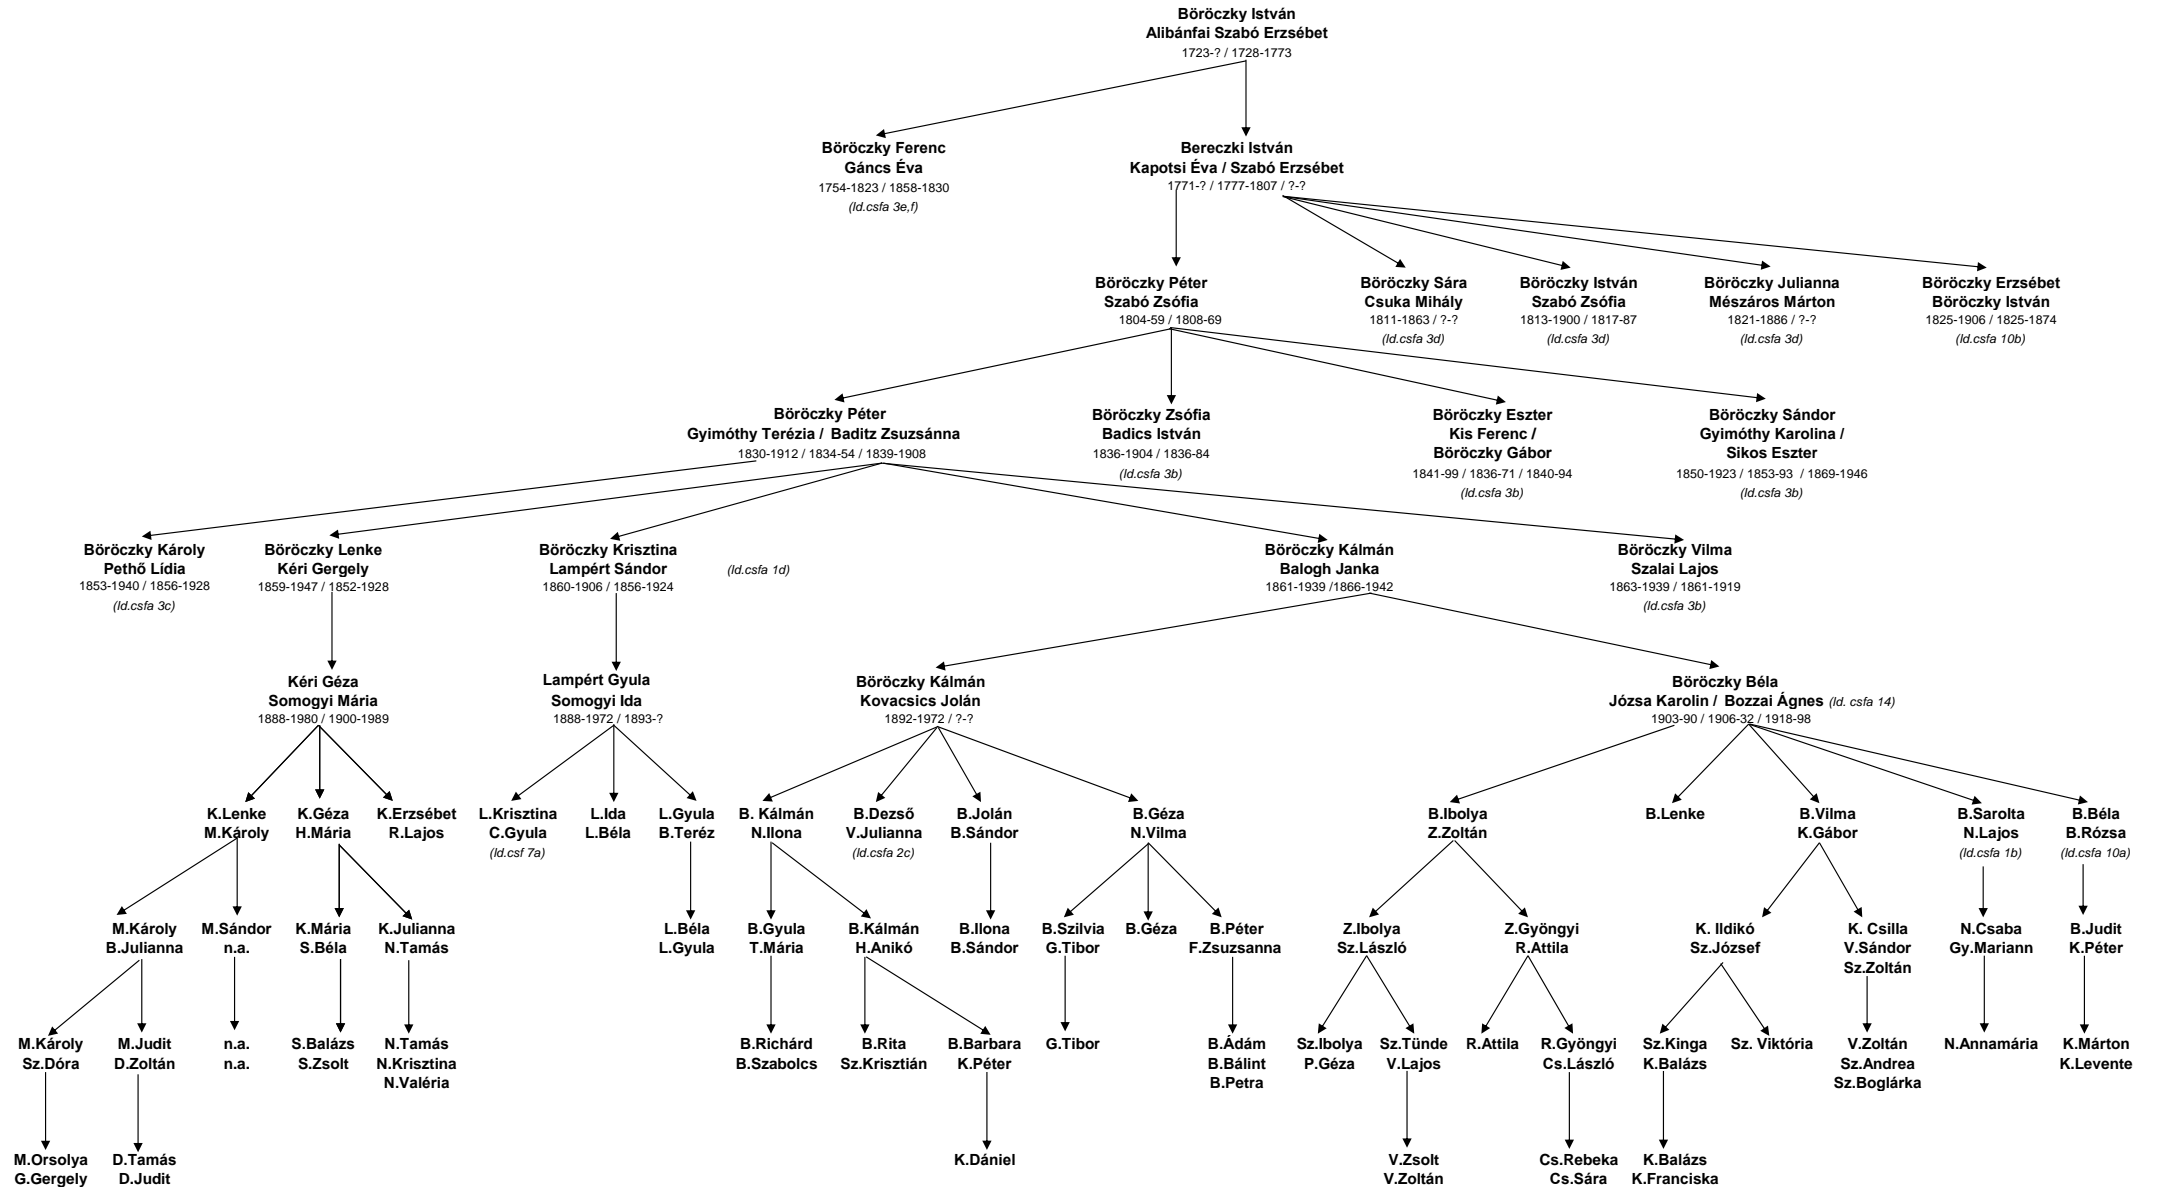 Böröczky István
Alibánfai Szabó Erzsébet
1723-? / 1728-1773
Böröczky Ferenc
Gáncs Éva
1754-1823 / 1858-1830
(ld.csfa 3e,f)
Bereczki István
Kapotsi Éva / Szabó Erzsébet
1771-? / 1777-1807 / ?-?
Böröczky Péter
Szabó Zsófia
1804-59 / 1808-69
Böröczky Sára
Csuka Mihály
1811-1863 / ?-?
(ld.csfa 3d)
Böröczky István
Szabó Zsófia
1813-1900 / 1817-87
(ld.csfa 3d)
Böröczky Julianna
Mészáros Márton
1821-1886 / ?-?
(ld.csfa 3d)
Böröczky Erzsébet
Böröczky István
1825-1906 / 1825-1874
(ld.csfa 10b)
Böröczky Péter
Gyimóthy Terézia / Baditz Zsuzsánna
1830-1912 / 1834-54 / 1839-1908
Böröczky Zsófia
Badics István
1836-1904 / 1836-84
(ld.csfa 3b)
Böröczky Eszter
Kis Ferenc /
Böröczky Gábor
1841-99 / 1836-71 / 1840-94
(ld.csfa 3b)
Böröczky Sándor
Gyimóthy Karolina /
Sikos Eszter
1850-1923 / 1853-93 / 1869-1946
(ld.csfa 3b)
Böröczky Károly
Pethő Lídia
1853-1940 / 1856-1928
(ld.csfa 3c)
Böröczky Lenke
Kéri Gergely
1859-1947 / 1852-1928
Böröczky Krisztina
Lampért Sándor
1860-1906 / 1856-1924
(ld.csfa 1d)
Böröczky Kálmán
Balogh Janka
1861-1939 /1866-1942
Böröczky Vilma
Szalai Lajos
1863-1939 / 1861-1919
(ld.csfa 3b)
Kéri Géza
Somogyi Mária
1888-1980 / 1900-1989
Lampért Gyula
Somogyi Ida
1888-1972 / 1893-?
Böröczky Kálmán
Kovacsics Jolán
1892-1972 / ?-?
Böröczky Béla
Józsa Karolin / Bozzai Ágnes (ld. csfa 14)
1903-90 / 1906-32 / 1918-98
K.Lenke
M.Károly
K.Géza
H.Mária
K.Erzsébet
R.Lajos
L.Krisztina
C.Gyula
(ld.csf 7a)
L.Ida
L.Béla
L.Gyula
B.Teréz
B. Kálmán
N.Ilona
B.Dezső
V.Julianna
(ld.csfa 2c)
B.Jolán
B.Sándor
B.Géza
N.Vilma
B.Ibolya
Z.Zoltán
B.Lenke
B.Vilma
K.Gábor
B.Sarolta
N.Lajos
(ld.csfa 1b)
B.Béla
B.Rózsa
(ld.csfa 10a)
M.Károly
B.Julianna
M.Sándor
n.a.
K.Mária
S.Béla
K.Julianna
N.Tamás
L.Béla
L.Gyula
B.Gyula
T.Mária
B.Kálmán
H.Anikó
B.Ilona
B.Sándor
B.Szilvia
G.Tibor
B.Géza
B.Péter
F.Zsuzsanna
Z.Ibolya
Sz.László
Z.Gyöngyi
R.Attila
K. Ildikó
Sz.József
K. Csilla
V.Sándor
Sz.Zoltán
N.Csaba
Gy.Mariann
B.Judit
K.Péter
M.Károly
Sz.Dóra
M.Judit
D.Zoltán
n.a.
n.a.
S.Balázs
S.Zsolt
N.Tamás
N.Krisztina
N.Valéria
B.Richárd
B.Szabolcs
B.Rita
Sz.Krisztián
B.Barbara
K.Péter
G.Tibor
B.Ádám
B.Bálint
B.Petra
Sz.Ibolya
P.Géza
Sz.Tünde
V.Lajos
R.Attila
R.Gyöngyi
Cs.László
Sz.Kinga
K.Balázs
Sz. Viktória
V.Zoltán
Sz.Andrea
Sz.Boglárka
N.Annamária
K.Márton
K.Levente
M.Orsolya
G.Gergely
D.Tamás
D.Judit
K.Dániel
V.Zsolt
V.Zoltán
Cs.Rebeka
Cs.Sára
K.Balázs
K.Franciska